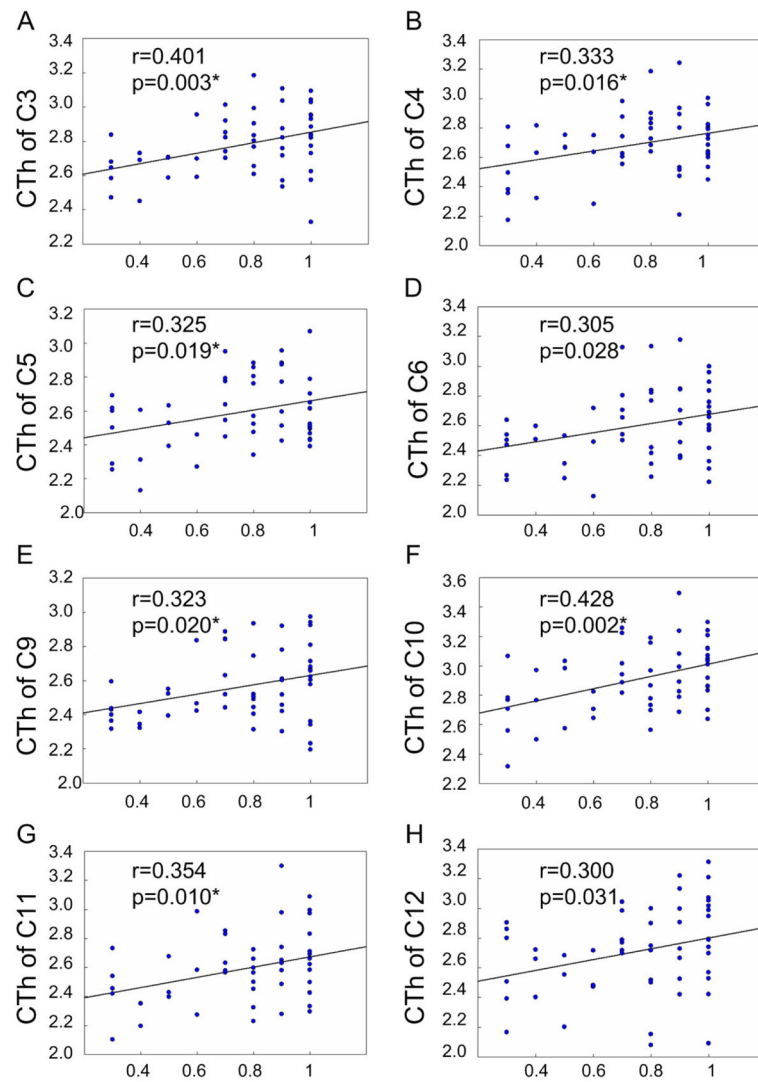 A
CTh of C3
r=0.401
p=0.003*
3.4
3.2
3.0
2.8
2.6
2.4
2.2
0.4 0.6 0.8 1
B
CTh of C4
r=0.333
p=0.016*
3.4
3.2
3.0
2.8
2.6
2.4
2.2
2.0
0.4 0.6 0.8 1
C
CTh of C5
r=0.325
p=0.019*
3.2
3.0
2.8
2.6
2.4
2.2
2.0
0.4 0.6 0.8 1
D
CTh of C6
r=0.305
p=0.028*
3.4
3.2
3.0
2.8
2.6
2.4
2.2
2.0
0.4 0.6 0.8 1
E
CTh of C9
r=0.323
p=0.020*
3.2
3.0
2.8
2.6
2.4
2.2
2.0
0.4 0.6 0.8 1
F
CTh of C10
r=0.428
p=0.002*
3.6
3.4
3.2
3.0
2.8
2.6
2.4
2.2
0.4 0.6 0.8 1
G
CTh of C11
r=0.354
p=0.010*
3.4
3.2
3.0
2.8
2.6
2.4
2.2
2.0
0.4 0.6 0.8 1
H
CTh of C12
r=0.300
p=0.031
3.4
3.2
3.0
2.8
2.6
2.4
2.2
2.0
0.4 0.6 0.8 1